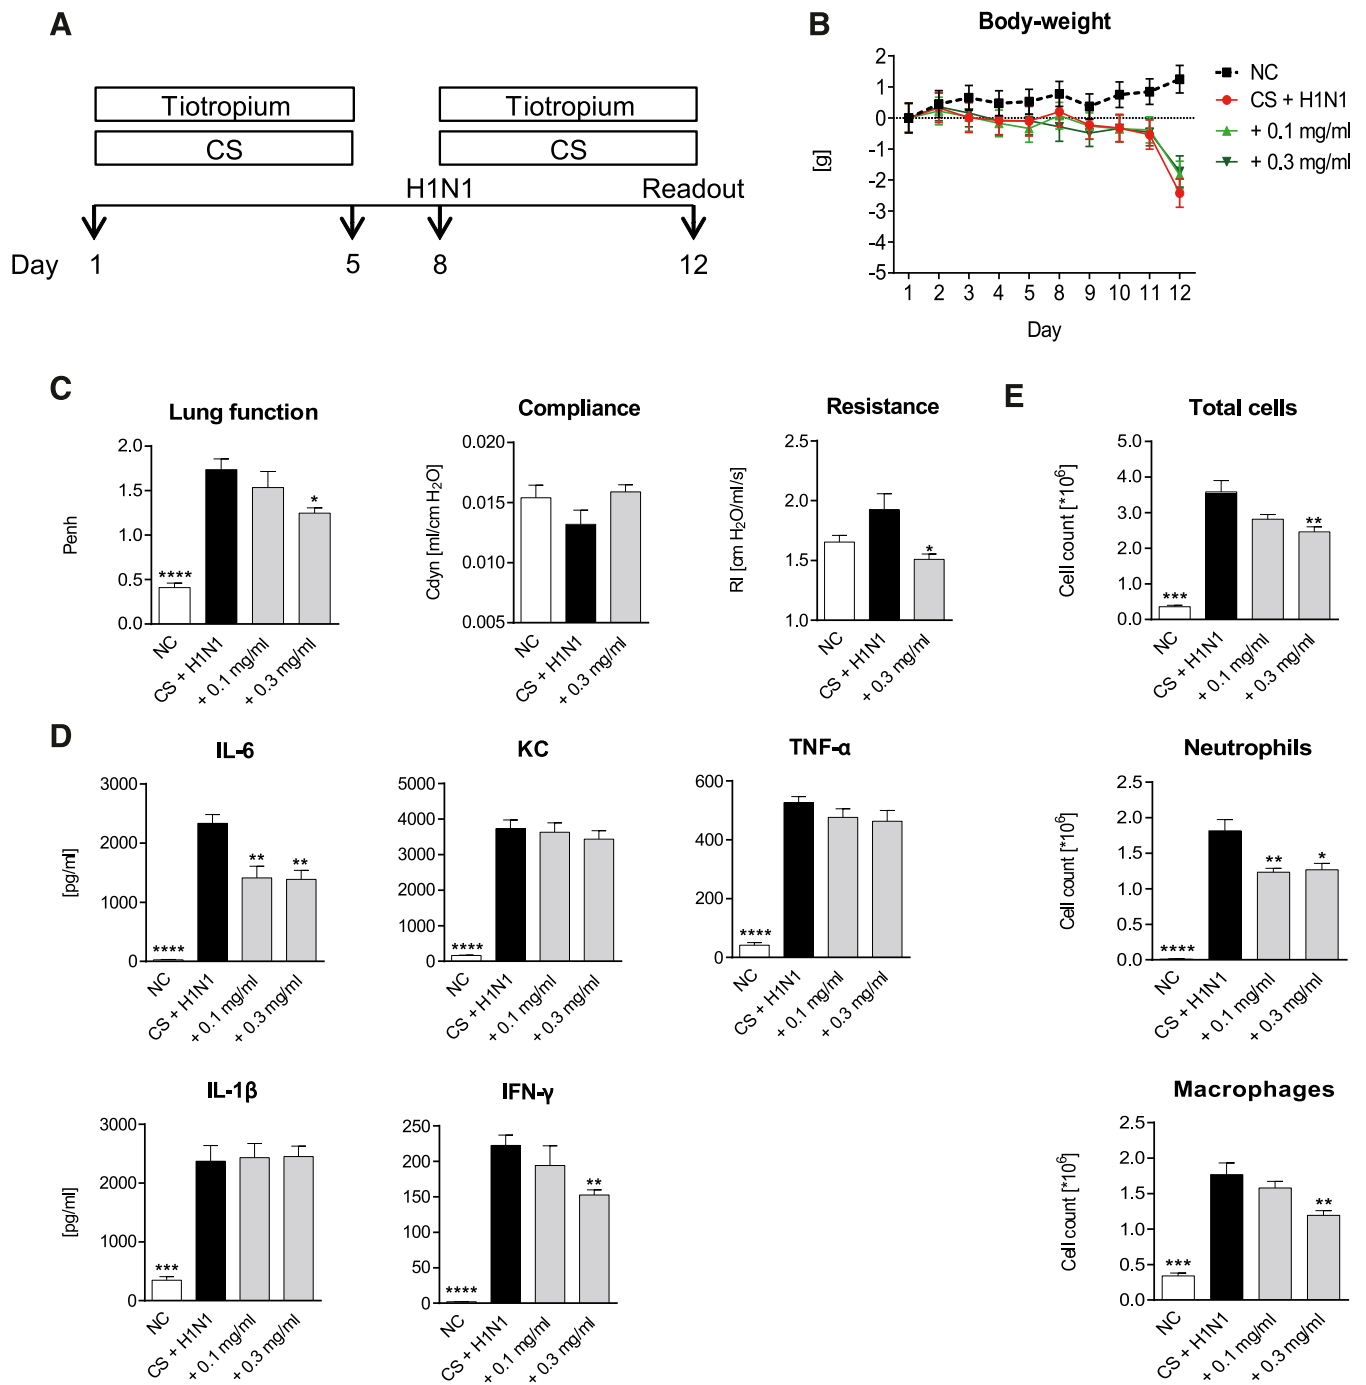 A
Tiotropium
Tiotropium
CS
CS
H1N1
Readout
Day 1 5 8 12
B
Body-weight
2
1
0
-1
-2
-3
-4
-5
[g]
1 2 3 4 5 8 9 10 11 12
Day
NC
CS + H1N1
+ 0.1 mg/ml
+ 0.3 mg/ml
C
Lung function
2.0
1.5
1.0
0.5
0.0
Penh
****
*
NC
CS + H1N1
+ 0.1 mg/ml
+ 0.3 mg/ml
Compliance
0.020
0.015
0.010
0.005
Cdyn [ml/cm H₂O]
NC
CS + H1N1
+ 0.3 mg/ml
Resistance
2.5
2.0
1.5
1.0
RI [cm H₂O/ml/s]
*
NC
CS + H1N1
+ 0.3 mg/ml
E
Total cells
5.0
4.0
3.0
2.0
1.0
0.0
Cell count [*10⁶]
***
**
NC
CS + H1N1
+ 0.1 mg/ml
+ 0.3 mg/ml
D
IL-6
3000
2000
1000
0
[pg/ml]
****
**
**
NC
CS + H1N1
+ 0.1 mg/ml
+ 0.3 mg/ml
KC
5000
4000
3000
2000
1000
0
****
NC
CS + H1N1
+ 0.1 mg/ml
+ 0.3 mg/ml
TNF-α
600
400
200
0
****
NC
CS + H1N1
+ 0.1 mg/ml
+ 0.3 mg/ml
Neutrophils
2.5
2.0
1.5
1.0
0.5
0.0
Cell count [*10⁶]
****
**
*
NC
CS + H1N1
+ 0.1 mg/ml
+ 0.3 mg/ml
IL-1β
3000
2000
1000
0
[pg/ml]
***
NC
CS + H1N1
+ 0.1 mg/ml
+ 0.3 mg/ml
IFN-γ
250
200
150
100
50
0
****
**
NC
CS + H1N1
+ 0.1 mg/ml
+ 0.3 mg/ml
Macrophages
2.5
2.0
1.5
1.0
0.5
0.0
Cell count [*10⁶]
***
**
NC
CS + H1N1
+ 0.1 mg/ml
+ 0.3 mg/ml